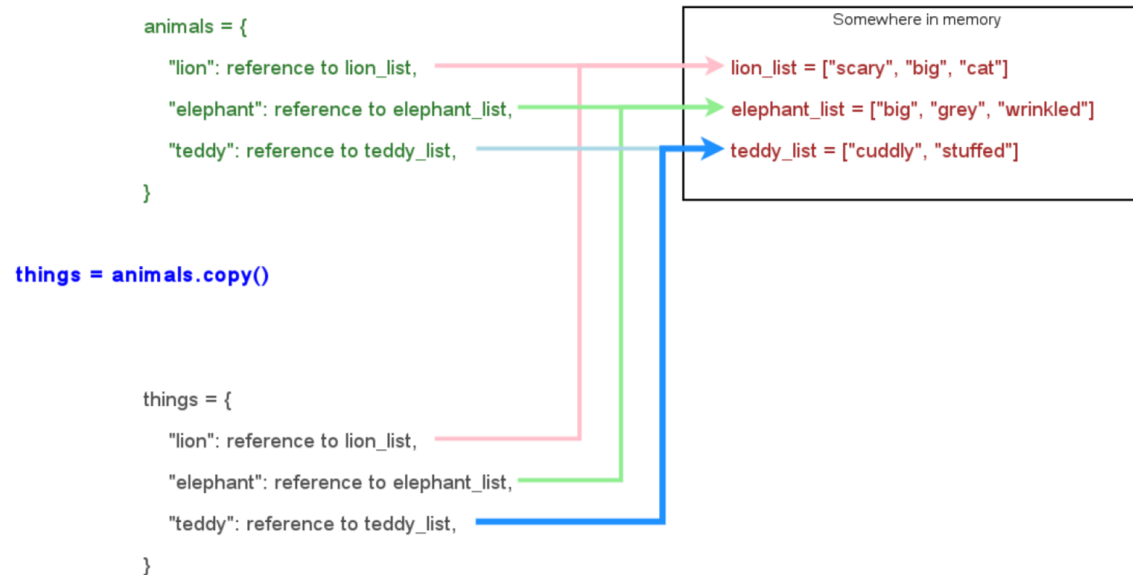 animals = {
"lion": reference to lion_list,
"elephant": reference to elephant_list,
"teddy": reference to teddy_list,
}
Somewhere in memory
lion_list = ["scary", "big", "cat"]
elephant_list = ["big", "grey", "wrinkled"]
teddy_list = ["cuddly", "stuffed"]
things = animals.copy()
things = {
"lion": reference to lion_list,
"elephant": reference to elephant_list,
"teddy": reference to teddy_list,
}